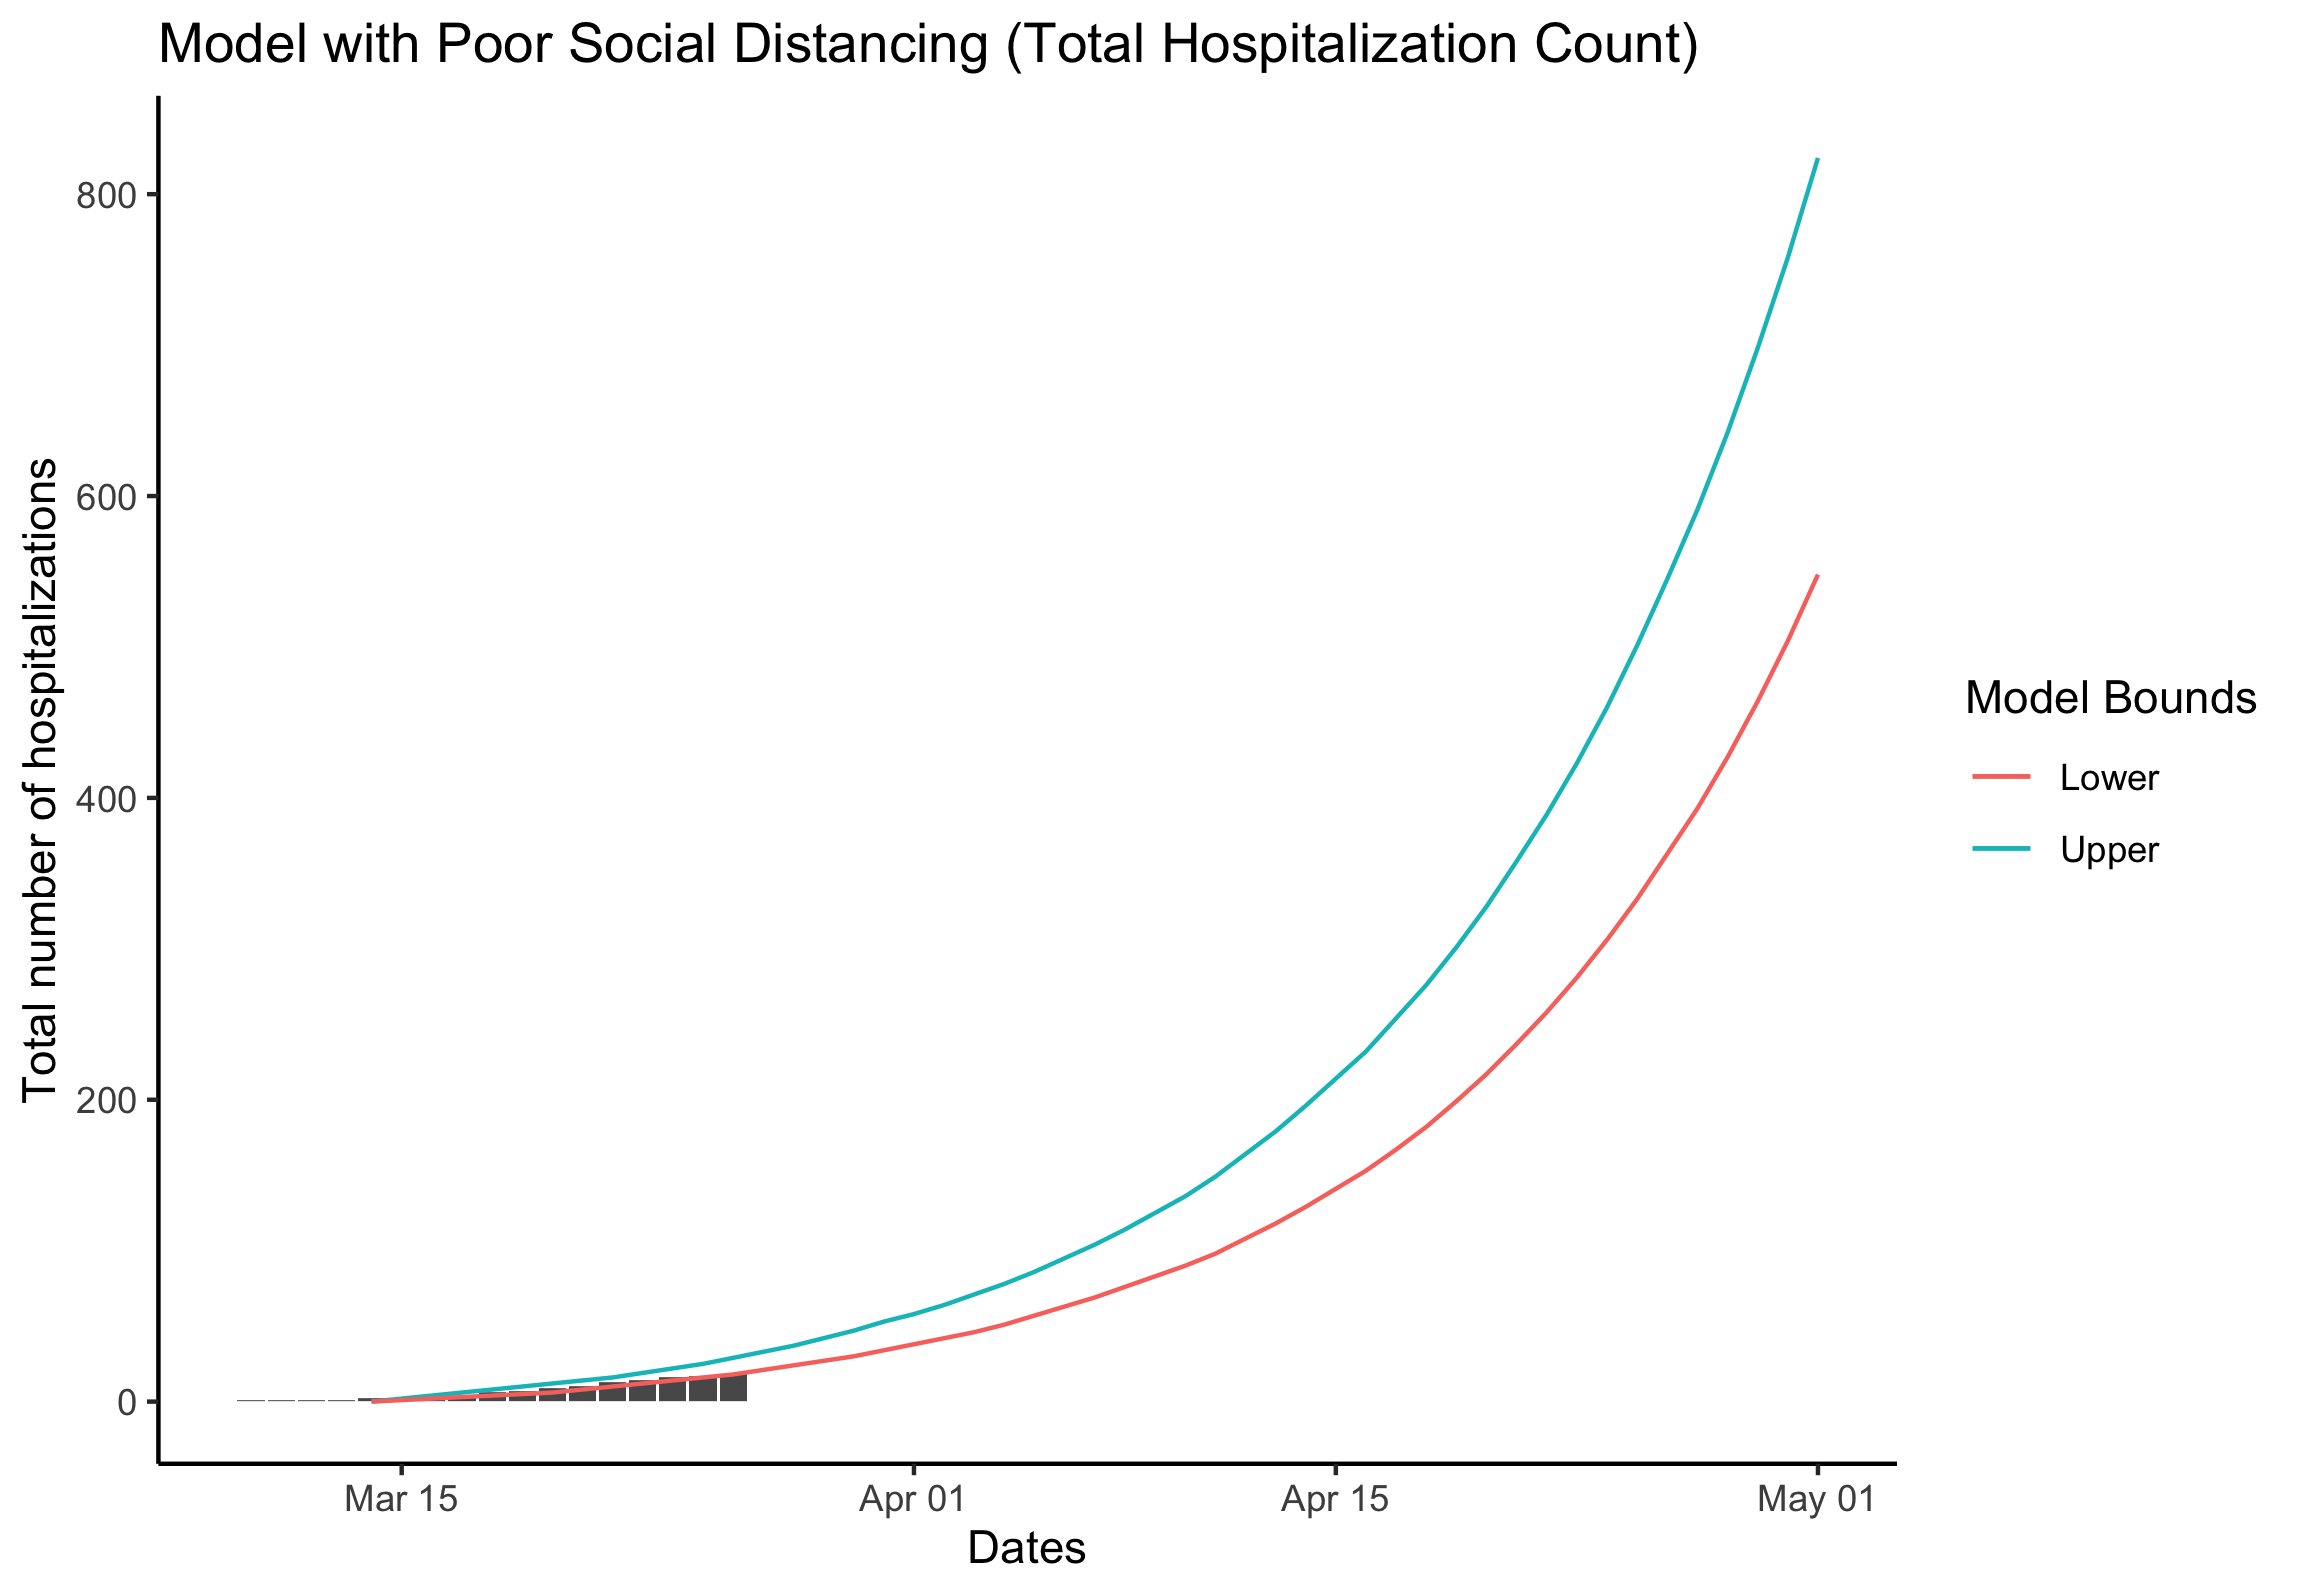 Model with Poor Social Distancing (Total Hospitalization Count)
Total number of hospitalizations
800
600
400
200
0
Mar 15
Apr 01
Apr 15
May 01
Dates
Model Bounds
Lower
Upper